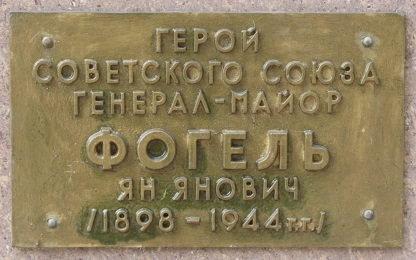 ГЕРОЙ
СОВЕТСКОГО СОЮЗА
ГЕНЕРАЛ-МАЙОР
ФОГЕЛЬ
ЯН ЯНОВИЧ
/1898 - 1944 г.г./